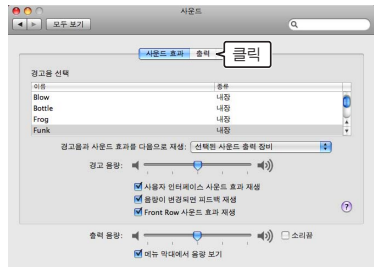 사운드
모두 보기
사운드 효과 출력 클릭
경고음 선택
이름 종류
Blow 내장
Bottle 내장
Frog 내장
Funk 내장
경고음과 사운드 효과를 다음으로 재생: 선택된 사운드 출력 장비
경고 음량:
사용자 인터페이스 사운드 효과 재생
음량이 변경되면 피드백 재생
Front Row 사운드 효과 재생
?
출력 음량: 소리끔
메뉴 막대에서 음량 보기